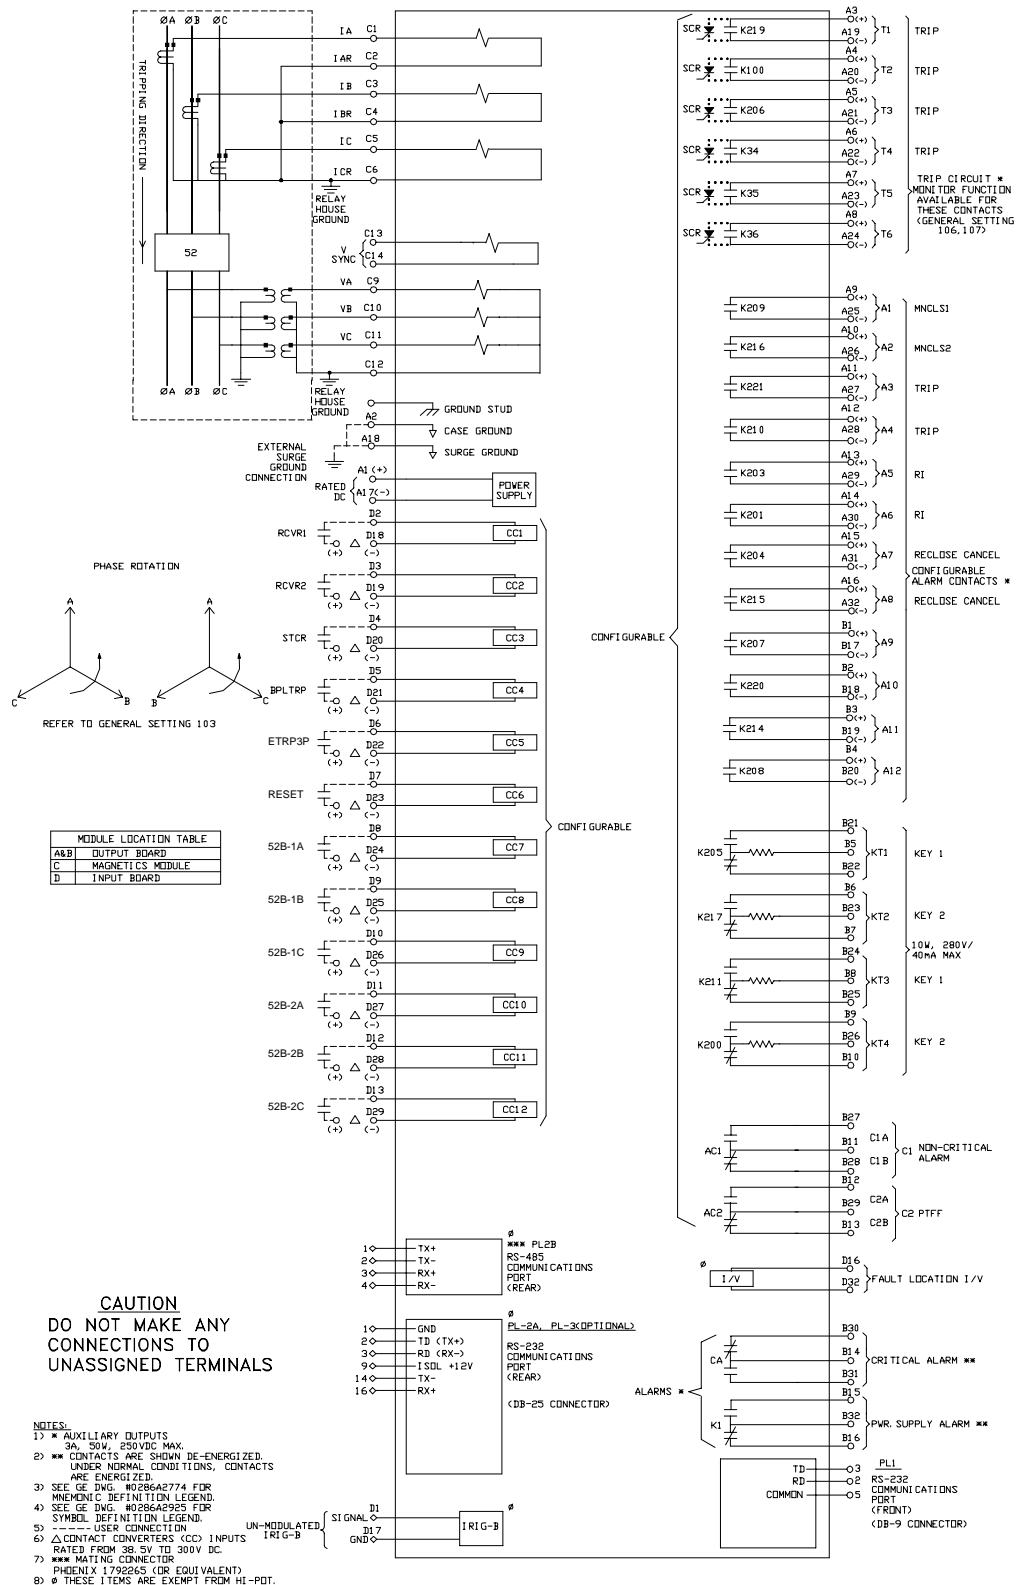 ØA ØB ØC
TRIPPING DIRECTION
52
ØA ØB ØC
IA C1
IAR C2
IB C3
IBR C4
IC C5
ICR C6
RELAY
HOUSE
GROUND
V
SYNC
C13
C14
VA C9
VB C10
VC C11
C12
RELAY
HOUSE
GROUND
GROUND STUD
A2
CASE GROUND
A18
SURGE GROUND
EXTERNAL
SURGE
GROUND
CONNECTION
RATED
DC
A1(+)
A17(-)
POWER
SUPPLY
RCVR1 D2 D18 (+) (-) CC1
RCVR2 D3 D19 (+) (-) CC2
STCR D4 D20 (+) (-) CC3
BPLTRP D5 D21 (+) (-) CC4
ETRP3P D6 D22 (+) (-) CC5
RESET D7 D23 (+) (-) CC6
52B-1A D8 D24 (+) (-) CC7
52B-1B D9 D25 (+) (-) CC8
52B-1C D10 D26 (+) (-) CC9
52B-2A D11 D27 (+) (-) CC10
52B-2B D12 D28 (+) (-) CC11
52B-2C D13 D29 (+) (-) CC12
CONFIGURABLE
PHASE ROTATION
A
C B
A
B C
REFER TO GENERAL SETTING 103
MODULE LOCATION TABLE
A&B OUTPUT BOARD
C MAGNETICS MODULE
D INPUT BOARD
CONFIGURABLE
SCR K219 A3 (+) A19 (-) T1 TRIP
SCR K100 A4 (+) A20 (-) T2 TRIP
SCR K206 A5 (+) A21 (-) T3 TRIP
SCR K34 A6 (+) A22 (-) T4 TRIP
SCR K35 A7 (+) A23 (-) T5
SCR K36 A8 (+) A24 (-) T6
TRIP CIRCUIT *
MONITOR FUNCTION
AVAILABLE FOR
THESE CONTACTS
(GENERAL SETTING
106,107)
K209 A9 (+) A25 (-) A1 MNCLS1
K216 A10 (+) A26 (-) A2 MNCLS2
K221 A11 (+) A27 (-) A3 TRIP
K210 A12 (+) A28 (-) A4 TRIP
K203 A13 (+) A29 (-) A5 RI
K201 A14 (+) A30 (-) A6 RI
K204 A15 (+) A31 (-) A7 RECLOSE CANCEL
CONFIGURABLE
ALARM CONTACTS *
K215 A16 (+) A32 (-) A8 RECLOSE CANCEL
K207 B1 (+) B17 (-) A9
K220 B2 (+) B18 (-) A10
K214 B3 (+) B19 (-) A11
K208 B4 (+) B20 (-) A12
K205 B21 B5 B22 KT1 KEY 1
K217 B6 B23 B7 KT2 KEY 2
10W, 280V/
40mA MAX
K211 B24 B8 B25 KT3 KEY 1
K200 B9 B26 B10 KT4 KEY 2
AC1 B27 B11 B28 C1A C1B C1 NON-CRITICAL
ALARM
AC2 B12 B29 B13 C2A C2B C2 PTFF
Ø I/V D16 D32 FAULT LOCATION I/V
ALARMS *
CA B30 B14 B31 CRITICAL ALARM **
K1 B15 B32 B16 PWR. SUPPLY ALARM **
1 TX+
2 TX-
3 RX+
4 RX-
Ø
*** PL2B
RS-485
COMMUNICATIONS
PORT
(REAR)
1 GND
2 TD (TX+)
3 RD (RX-)
9 ISOL +12V
14 TX-
16 RX+
Ø
PL-2A, PL-3(OPTIONAL)
RS-232
COMMUNICATIONS
PORT
(REAR)
(DB-25 CONNECTOR)
TD 3
RD 2
COMMON 5
PL1
RS-232
COMMUNICATIONS
PORT
(FRONT)
(DB-9 CONNECTOR)
UN-MODULATED
IRIG-B
D1
SIGNAL
D17
GND
IRIG-B
Ø
CAUTION
DO NOT MAKE ANY
CONNECTIONS TO
UNASSIGNED TERMINALS
NOTES:
1) * AUXILIARY OUTPUTS
3A, 50W, 250VDC MAX.
2) ** CONTACTS ARE SHOWN DE-ENERGIZED.
UNDER NORMAL CONDITIONS, CONTACTS
ARE ENERGIZED.
3) SEE GE DWG. #0286A2774 FOR
MNEMONIC DEFINITION LEGEND.
4) SEE GE DWG. #0286A2925 FOR
SYMBOL DEFINITION LEGEND.
5) ------USER CONNECTION
6) △CONTACT CONVERTERS (CC) INPUTS
RATED FROM 38.5V TO 300V DC.
7) *** MATING CONNECTOR
PHOENIX 1792265 (OR EQUIVALENT)
8) Ø THESE ITEMS ARE EXEMPT FROM HI-POT.